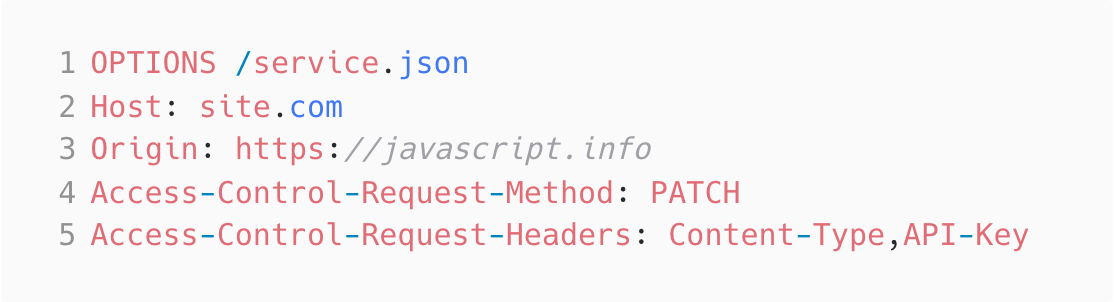 1 OPTIONS /service.json
2 Host: site.com
3 Origin: https://javascript.info
4 Access-Control-Request-Method: PATCH
5 Access-Control-Request-Headers: Content-Type,API-Key